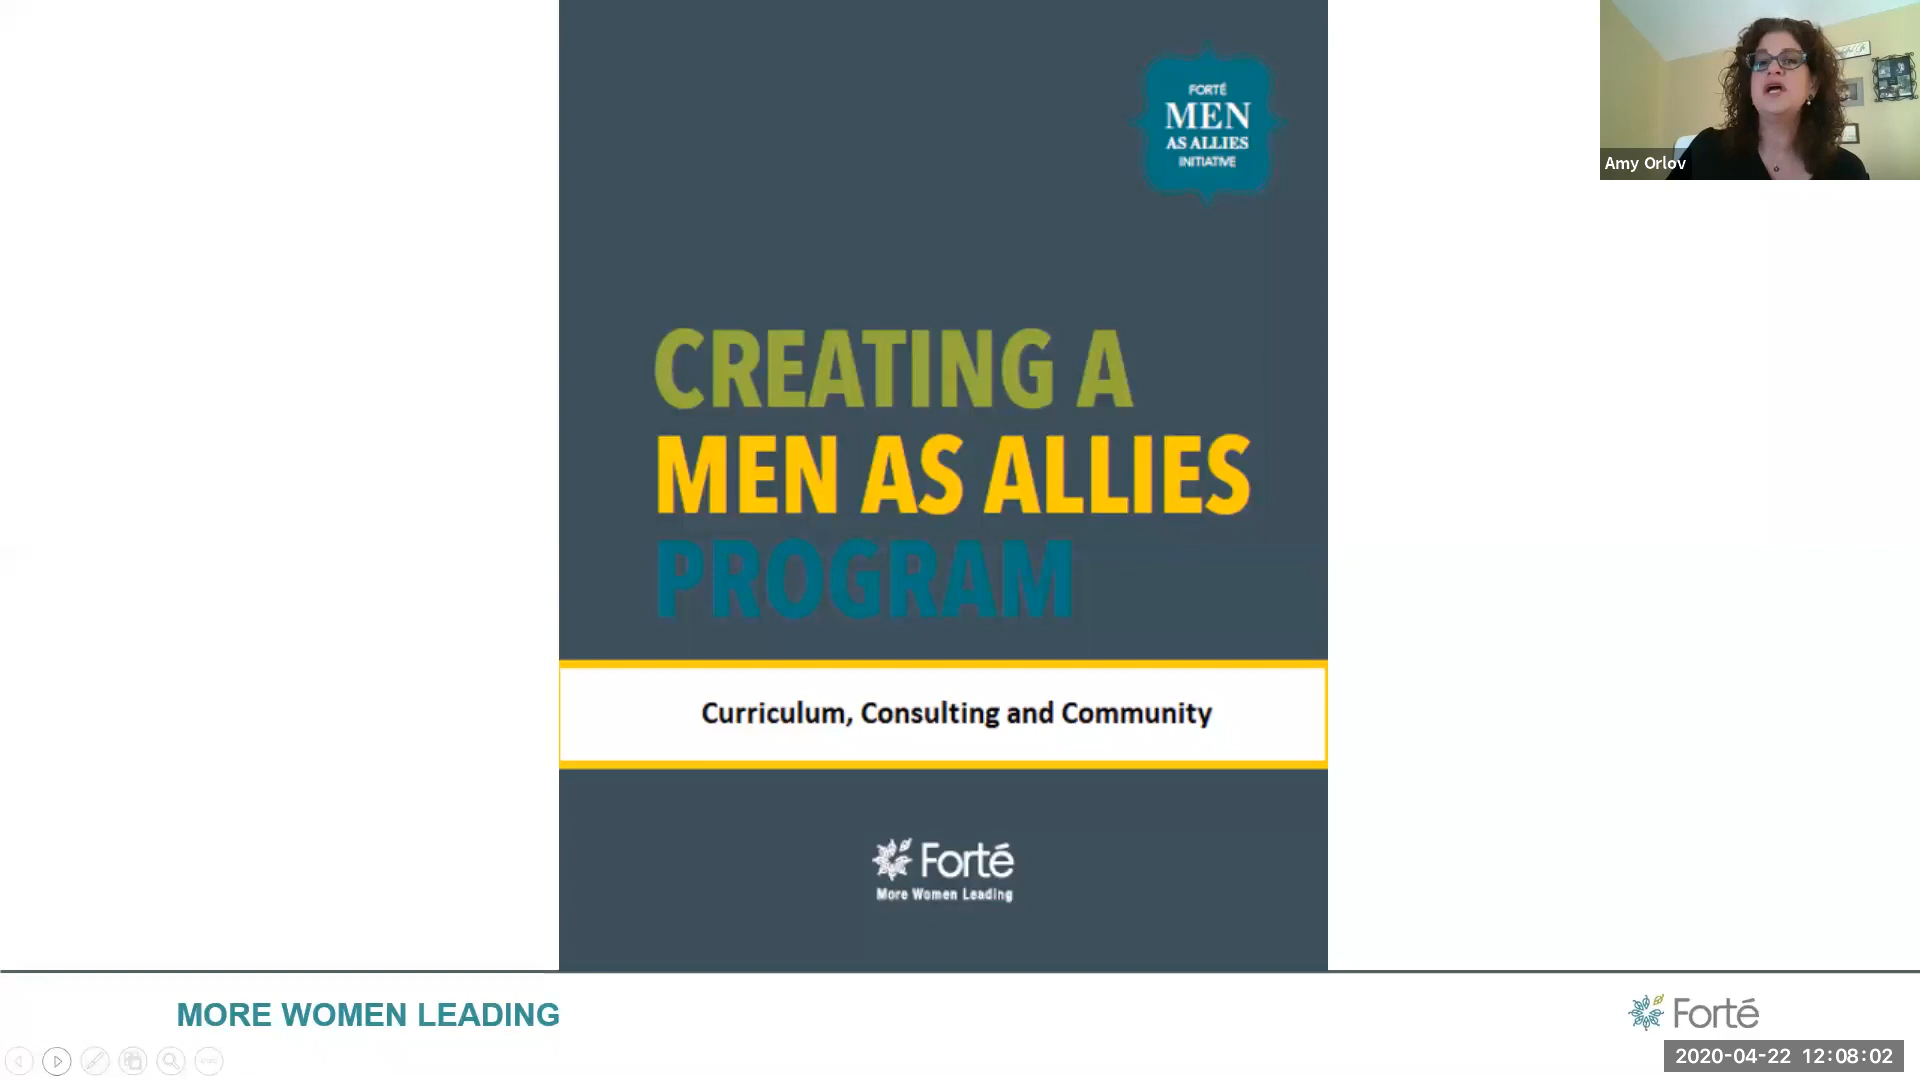 FORTÉ
MEN
AS ALLIES
INITIATIVE
Amy Orlov
CREATING A
MEN AS ALLIES
PROGRAM
Curriculum, Consulting and Community
Forté
More Women Leading
MORE WOMEN LEADING
Forté
2020-04-22 12:08:02